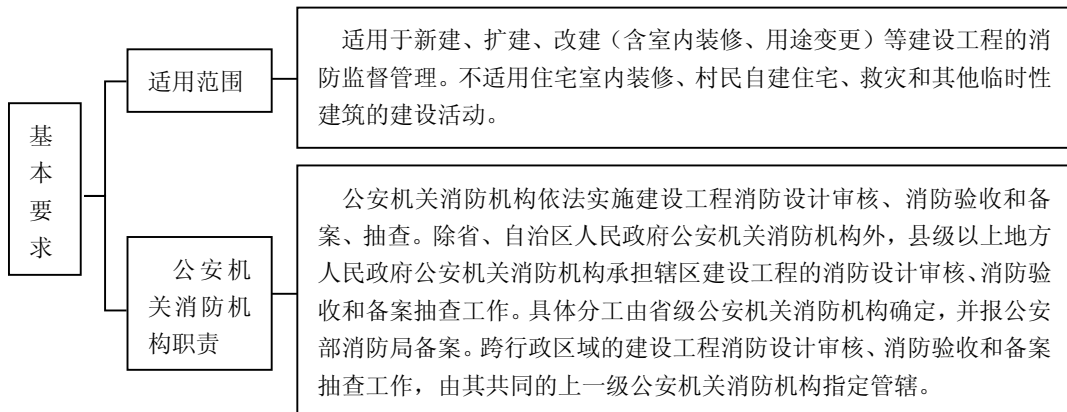 基
本
要
求
适用范围
适用于新建、扩建、改建（含室内装修、用途变更）等建设工程的消
防监督管理。不适用住宅室内装修、村民自建住宅、救灾和其他临时性
建筑的建设活动。
公安机
关消防机
构职责
公安机关消防机构依法实施建设工程消防设计审核、消防验收和备
案、抽查。除省、自治区人民政府公安机关消防机构外，县级以上地方
人民政府公安机关消防机构承担辖区建设工程的消防设计审核、消防验
收和备案抽查工作。具体分工由省级公安机关消防机构确定，并报公安
部消防局备案。跨行政区域的建设工程消防设计审核、消防验收和备案
抽查工作，由其共同的上一级公安机关消防机构指定管辖。